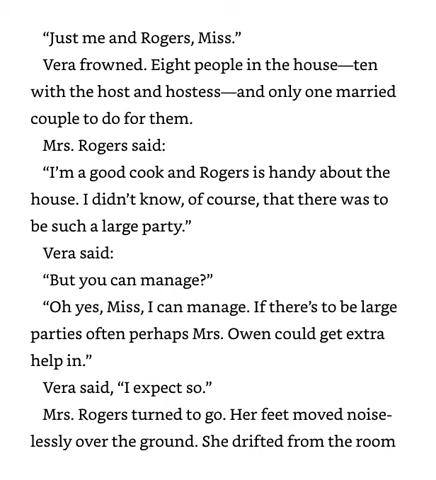 “Just me and Rogers, Miss.”
Vera frowned. Eight people in the house—ten
with the host and hostess—and only one married
couple to do for them.
Mrs. Rogers said:
“I’m a good cook and Rogers is handy about the
house. I didn’t know, of course, that there was to
be such a large party.”
Vera said:
“But you can manage?”
“Oh yes, Miss, I can manage. If there’s to be large
parties often perhaps Mrs. Owen could get extra
help in.”
Vera said, “I expect so.”
Mrs. Rogers turned to go. Her feet moved noise-
lessly over the ground. She drifted from the room